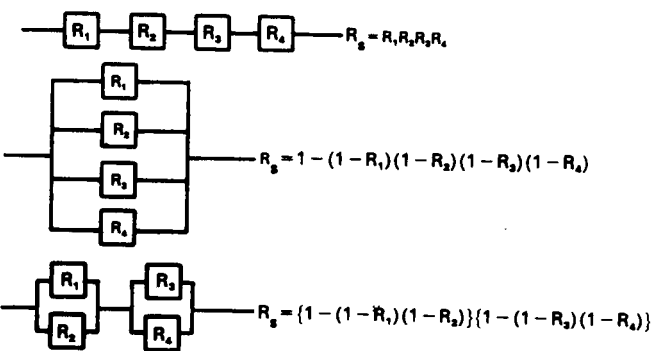 R₁ R₂ R₃ R₄ Rₛ = R₁R₂R₃R₄
R₁
R₂
Rₛ = 1 − (1 − R₁)(1 − R₂)(1 − R₃)(1 − R₄)
R₃
R₄
R₁ R₃
Rₛ = {1 − (1 − R₁)(1 − R₂)}{1 − (1 − R₃)(1 − R₄)}
R₂ R₄